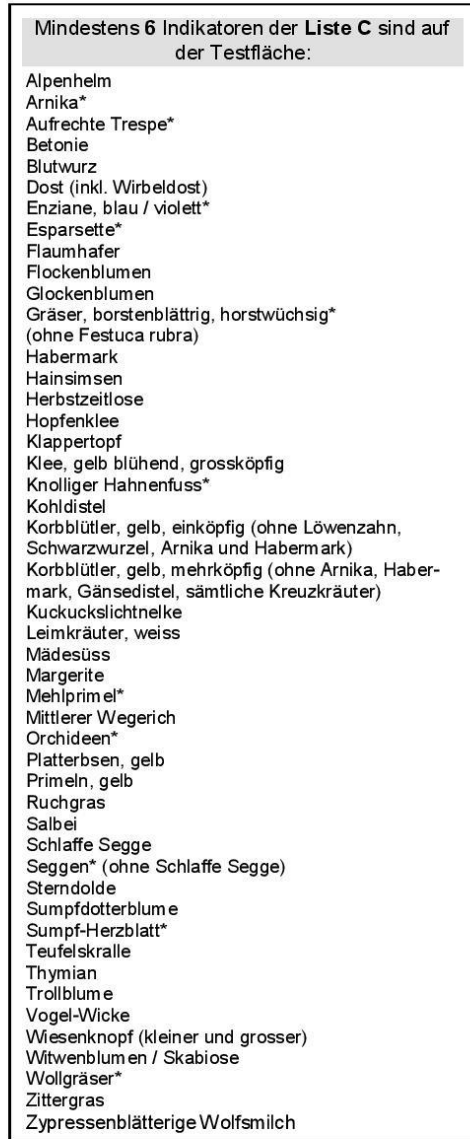 Mindestens 6 Indikatoren der Liste C sind auf
der Testfläche:
Alpenhelm
Arnika*
Aufrechte Trespe*
Betonie
Blutwurz
Dost (inkl. Wirbeldost)
Enziane, blau / violett*
Esparsette*
Flaumhafer
Flockenblumen
Glockenblumen
Gräser, borstenblättrig, horstwüchsig*
(ohne Festuca rubra)
Habermark
Hainsimsen
Herbstzeitlose
Hopfenklee
Klappertopf
Klee, gelb blühend, grossköpfig
Knolliger Hahnenfuss*
Kohldistel
Korbblütler, gelb, einköpfig (ohne Löwenzahn,
Schwarzwurzel, Arnika und Habermark)
Korbblütler, gelb, mehrköpfig (ohne Arnika, Haber-
mark, Gänsedistel, sämtliche Kreuzkräuter)
Kuckuckslichtnelke
Leimkräuter, weiss
Mädesüss
Margerite
Mehlprimel*
Mittlerer Wegerich
Orchideen*
Platterbsen, gelb
Primeln, gelb
Ruchgras
Salbei
Schlaffe Segge
Seggen* (ohne Schlaffe Segge)
Sterndolde
Sumpfdotterblume
Sumpf-Herzblatt*
Teufelskralle
Thymian
Trollblume
Vogel-Wicke
Wiesenknopf (kleiner und grosser)
Witwenblumen / Skabiose
Wollgräser*
Zittergras
Zypressenblätterige Wolfsmilch